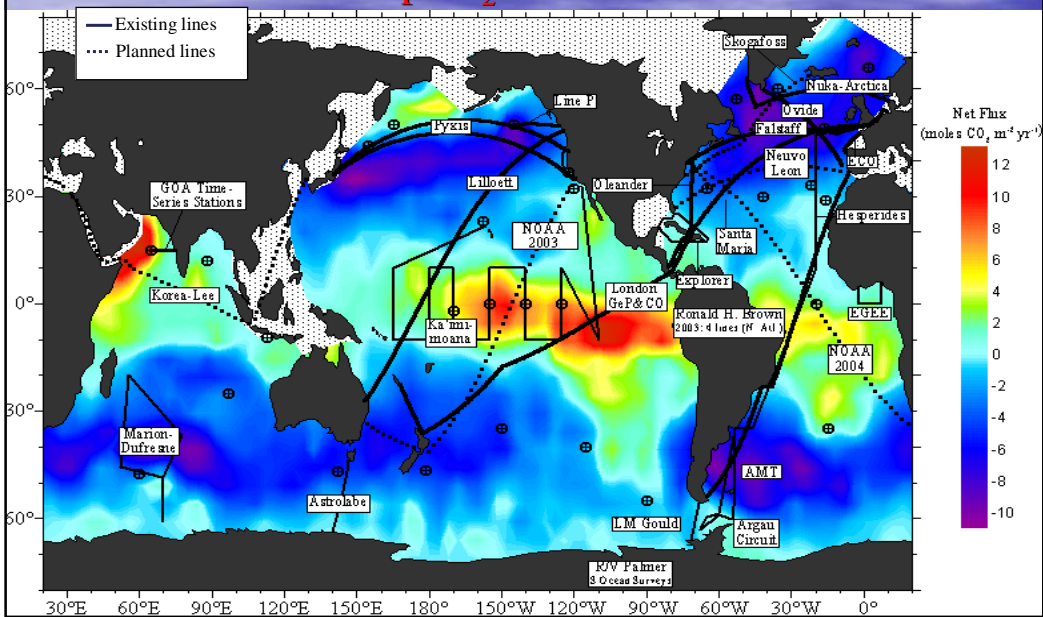 Existing lines
Planned lines
Skogafoss
Nuka-Arctica
Ovide
Line P
Pyxis
Falstaff
Net Flux
(moles CO₂ m⁻² yr⁻¹)
Neuvo
Leon
ECO
GOA Time-
Series Stations
Lilloett
Oleander
Hesperides
NOAA
2003
Santa
Maria
Korea-Lee
Explorer
London
GeP&CO
Ronald H. Brown
2003: 4 lines (N Atl)
EGEE
Ka'imi-
moana
NOAA
2004
Marion-
Dufresne
AMT
Astrolabe
LM Gould
Argau
Circuit
R/V Palmer
S Ocean Surveys
60°
30°
0°
30°
60°
30°E 60°E 90°E 120°E 150°E 180° 150°W 120°W 90°W 60°W 30°W 0°
12
10
8
6
4
2
0
-2
-4
-6
-8
-10